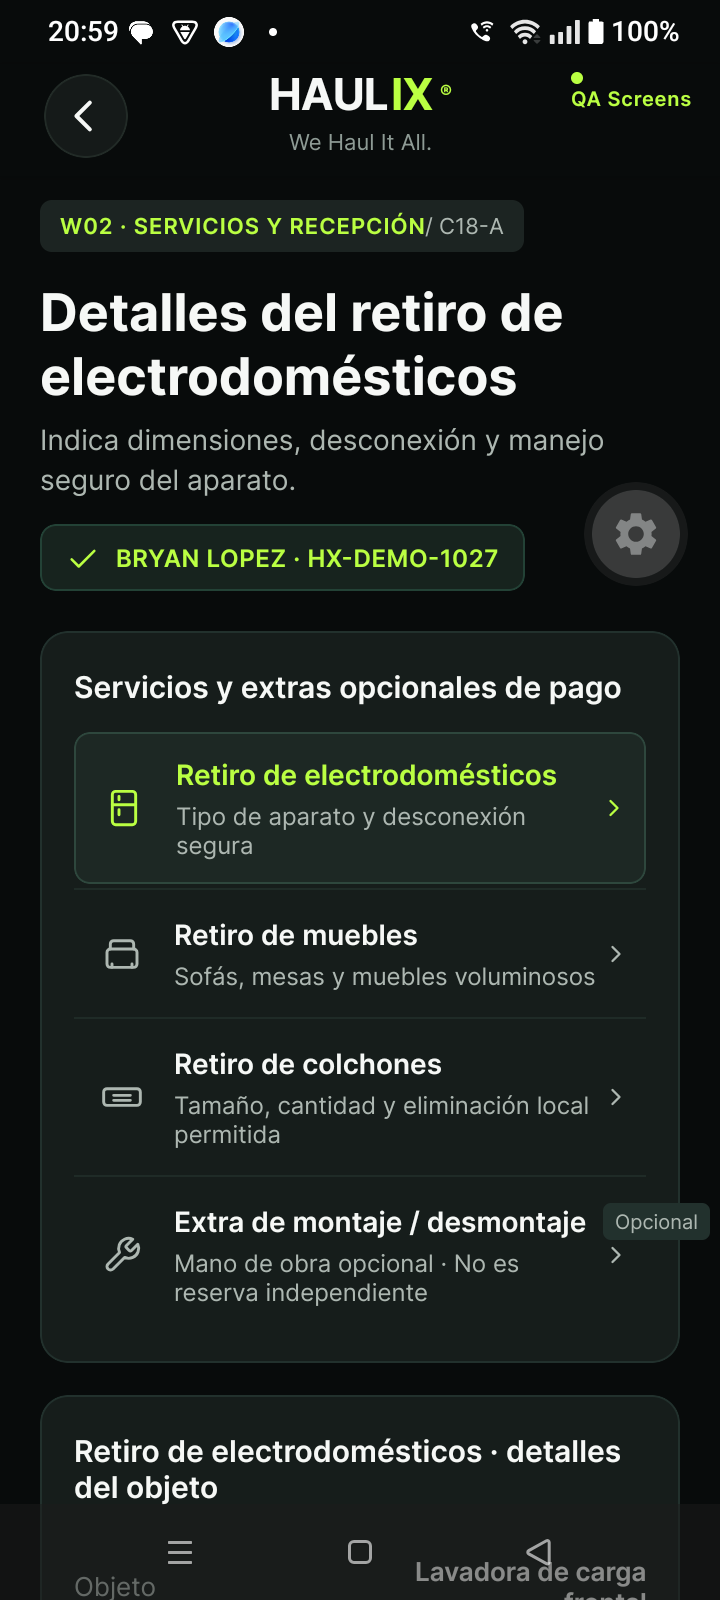 20:59
100%
HAULIX ®
We Haul It All.
QA Screens
W02 · SERVICIOS Y RECEPCIÓN/ C18-A
Detalles del retiro de
electrodomésticos
Indica dimensiones, desconexión y manejo
seguro del aparato.
BRYAN LOPEZ · HX-DEMO-1027
Servicios y extras opcionales de pago
Retiro de electrodomésticos
Tipo de aparato y desconexión
segura
Retiro de muebles
Sofás, mesas y muebles voluminosos
Retiro de colchones
Tamaño, cantidad y eliminación local
permitida
Extra de montaje / desmontaje
Opcional
Mano de obra opcional · No es
reserva independiente
Retiro de electrodomésticos · detalles
del objeto
Objeto
Lavadora de carga
frontal